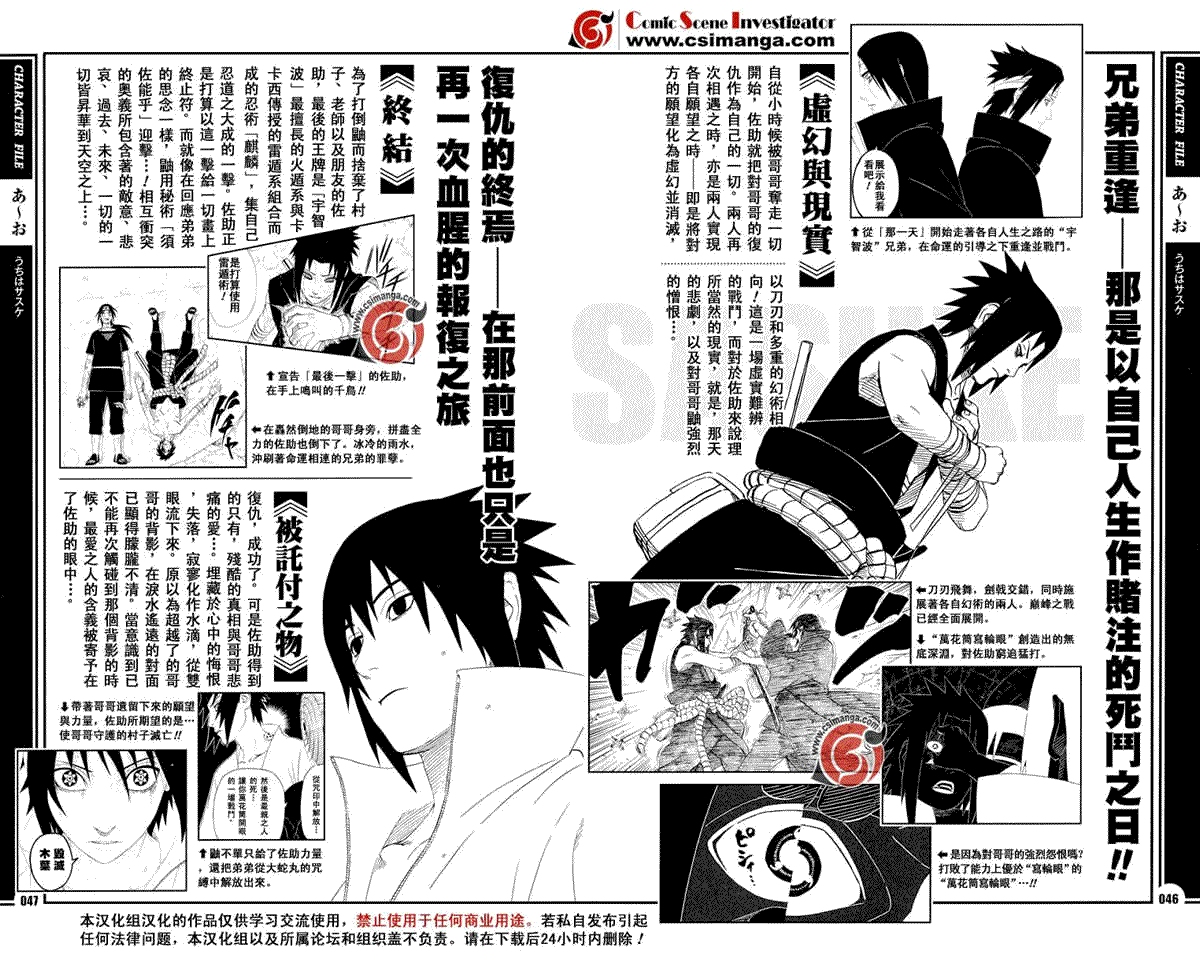 Comic Scene Investigator
www.csimanga.com
CHARACTER FILE
あ～お
うちはサスケ
兄弟重逢——那是以自己人生作賭注的死鬥之日!!
展示給我看
看吧!
⬆從「那一天」開始走著各自人生之路的“宇
智波”兄弟，在命運的引導之下重逢並戰鬥。
《虛幻與現實》
自從小時候被哥哥奪走一切
開始，佐助就把對哥哥的復
仇作為自己的一切。兩人再
次相遇之時，亦是兩人實現
各自願望之時——即是將對
方的願望化為虛幻並消滅，
以刀刃和多重的幻術相
向!這是一場虛實難辨
的戰鬥，而對於佐助來說理
所當然的現實，就是，那天
的悲劇，以及對哥哥鼬強烈
的憎恨…。
SASUKE
⬅刀刃飛舞，劍戟交錯，同時施
展著各自幻術的兩人。巔峰之戰
已經全面展開。
⬇“萬花筒寫輪眼”創造出的無
底深淵，對佐助窮追猛打。
www.csimanga.com
ピシィ…
⬅是因為對哥哥的強烈怨恨嗎?
打敗了能力上優於“寫輪眼”的
“萬花筒寫輪眼”…!!
046
復仇的終焉——在那前面也只是
再一次血腥的報復之旅
《終結》
為了打倒鼬而捨棄了村
子、老師以及朋友的佐
助，最後的王牌是「宇智
波」最擅長的火遁系與卡
卡西傳授的雷遁系組合而
成的忍術「麒麟」，集自己
忍道之大成的一擊。佐助正
是打算以這一擊給一切畫上
終止符。而就像在回應弟弟
的思念一樣，鼬用秘術「須
佐能乎」迎擊…!相互衝突
的奧義所包含著的敵意、悲
哀、過去、未來、一切的一
切皆昇華到天空之上…。
是打算使用
雷遁術!
www.csimanga.com
⬆宣告「最後一擊」的佐助，
在手上鳴叫的千鳥!!
⬅在轟然倒地的哥哥身旁，拼盡全
力的佐助也倒下了。冰冷的雨水，
沖刷著命運相連的兄弟的罪孽。
《被託付之物》
復仇，成功了。可是佐助得到
的只有，殘酷的真相與哥哥悲
痛的愛…。埋藏於心中的悔恨
，失落，寂寥化作水滴，從雙
眼流下來。原以為超越了的哥
哥的背影，在淚水遙遠的對面
已顯得朦朧不清。當意識到已
不能再次觸碰到那個背影的時
候，最愛之人的含義被寄予在
了佐助的眼中…。
⬇帶著哥哥遺留下來的願望
與力量，佐助所期望的是…
使哥哥守護的村子滅亡!!
從咒印中解放…
然後是最親之人
的死…
讓你萬花筒開眼
的一場戰鬥。
毀滅
木葉
⬆鼬不單只給了佐助力量
，還把弟弟從大蛇丸的咒
縛中解放出來。
CHARACTER FILE
あ～お
うちはサスケ
047
本汉化组汉化的作品仅供学习交流使用，禁止使用于任何商业用途。若私自发布引起
任何法律问题，本汉化组以及所属论坛和组织盖不负责。请在下载后24小时内删除！